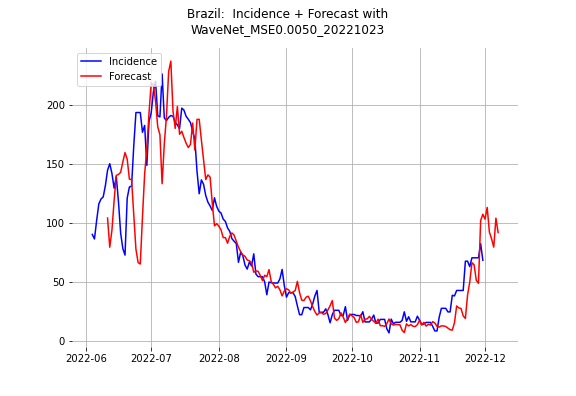 Brazil:  Incidence + Forecast with
WaveNet_MSE0.0050_20221023
Incidence
Forecast
200
150
100
50
0
2022-06 2022-07 2022-08 2022-09 2022-10 2022-11 2022-12